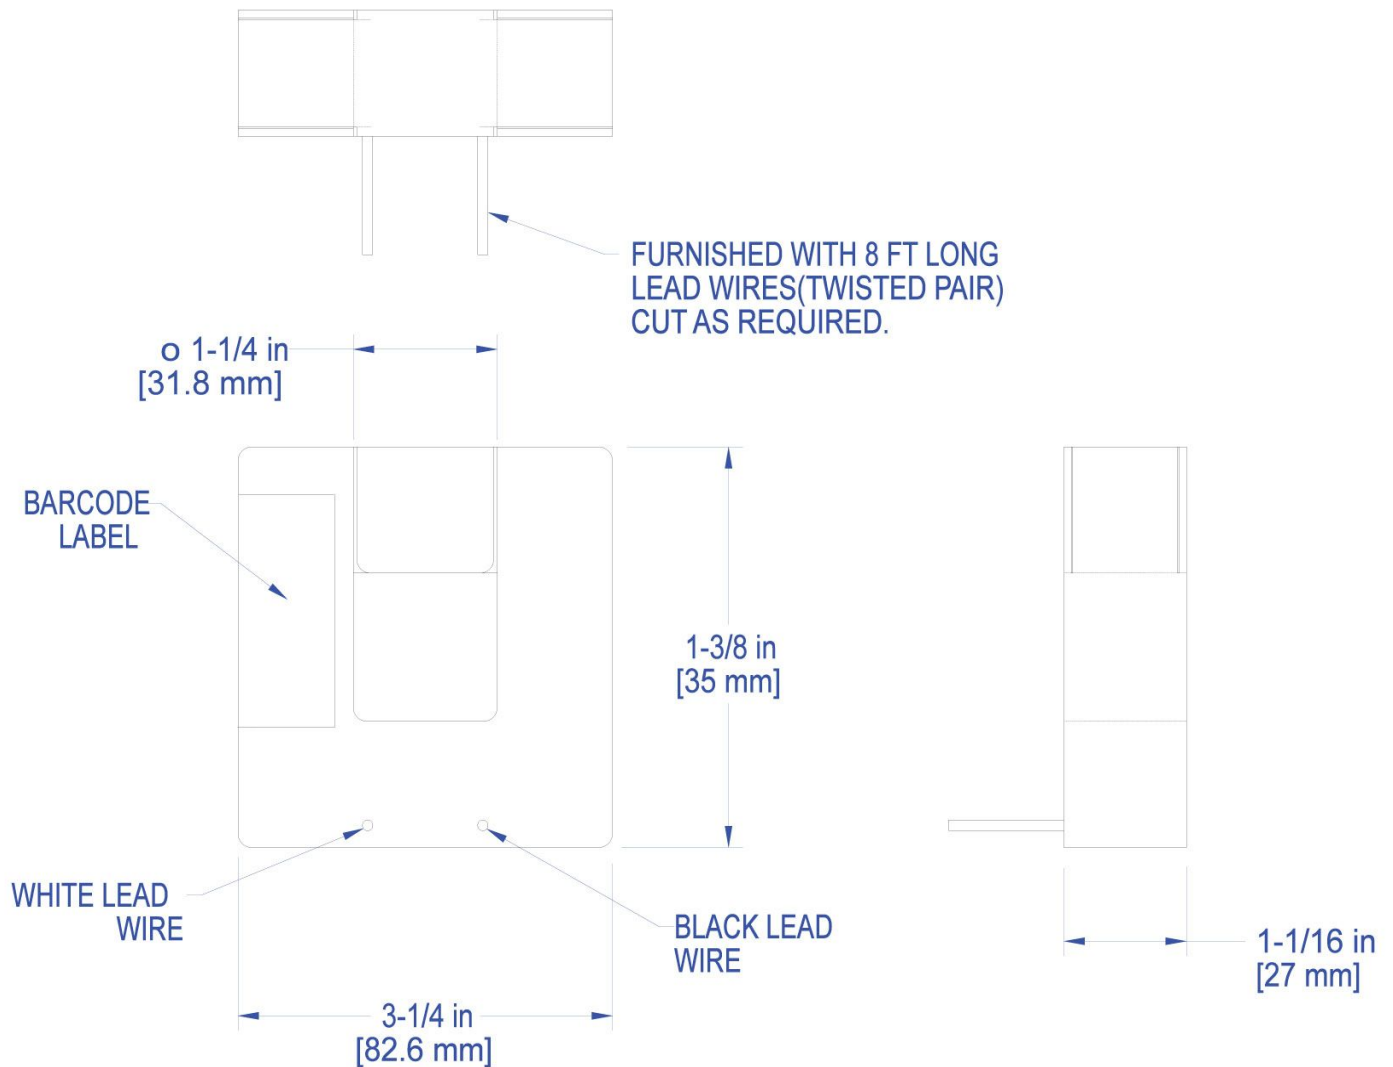 FURNISHED WITH 8 FT LONG
LEAD WIRES(TWISTED PAIR)
CUT AS REQUIRED.
o 1-1/4 in
[31.8 mm]
BARCODE
LABEL
1-3/8 in
[35 mm]
WHITE LEAD
WIRE
BLACK LEAD
WIRE
1-1/16 in
[27 mm]
3-1/4 in
[82.6 mm]